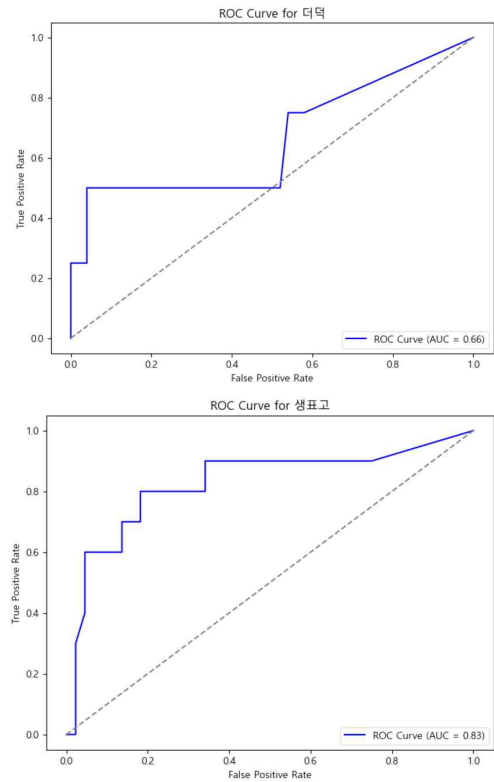 ROC Curve for 더덕
1.0
0.8
0.6
0.4
0.2
0.0
True Positive Rate
0.0 0.2 0.4 0.6 0.8 1.0
False Positive Rate
ROC Curve (AUC = 0.66)
ROC Curve for 생표고
1.0
0.8
0.6
0.4
0.2
0.0
True Positive Rate
0.0 0.2 0.4 0.6 0.8 1.0
False Positive Rate
ROC Curve (AUC = 0.83)